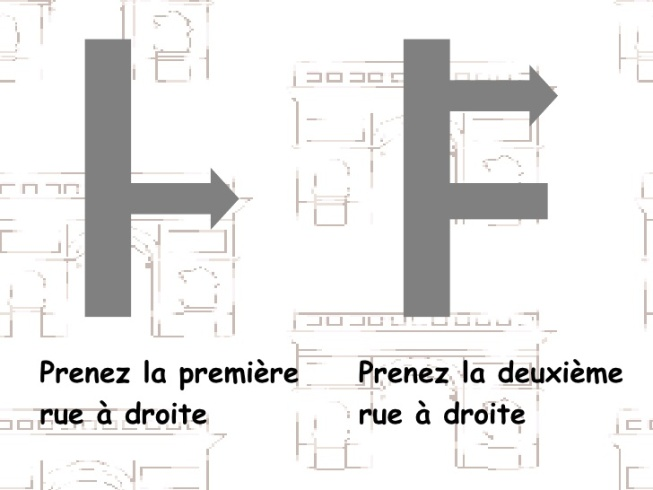 Prenez la première
rue à droite
Prenez la deuxième
rue à droite